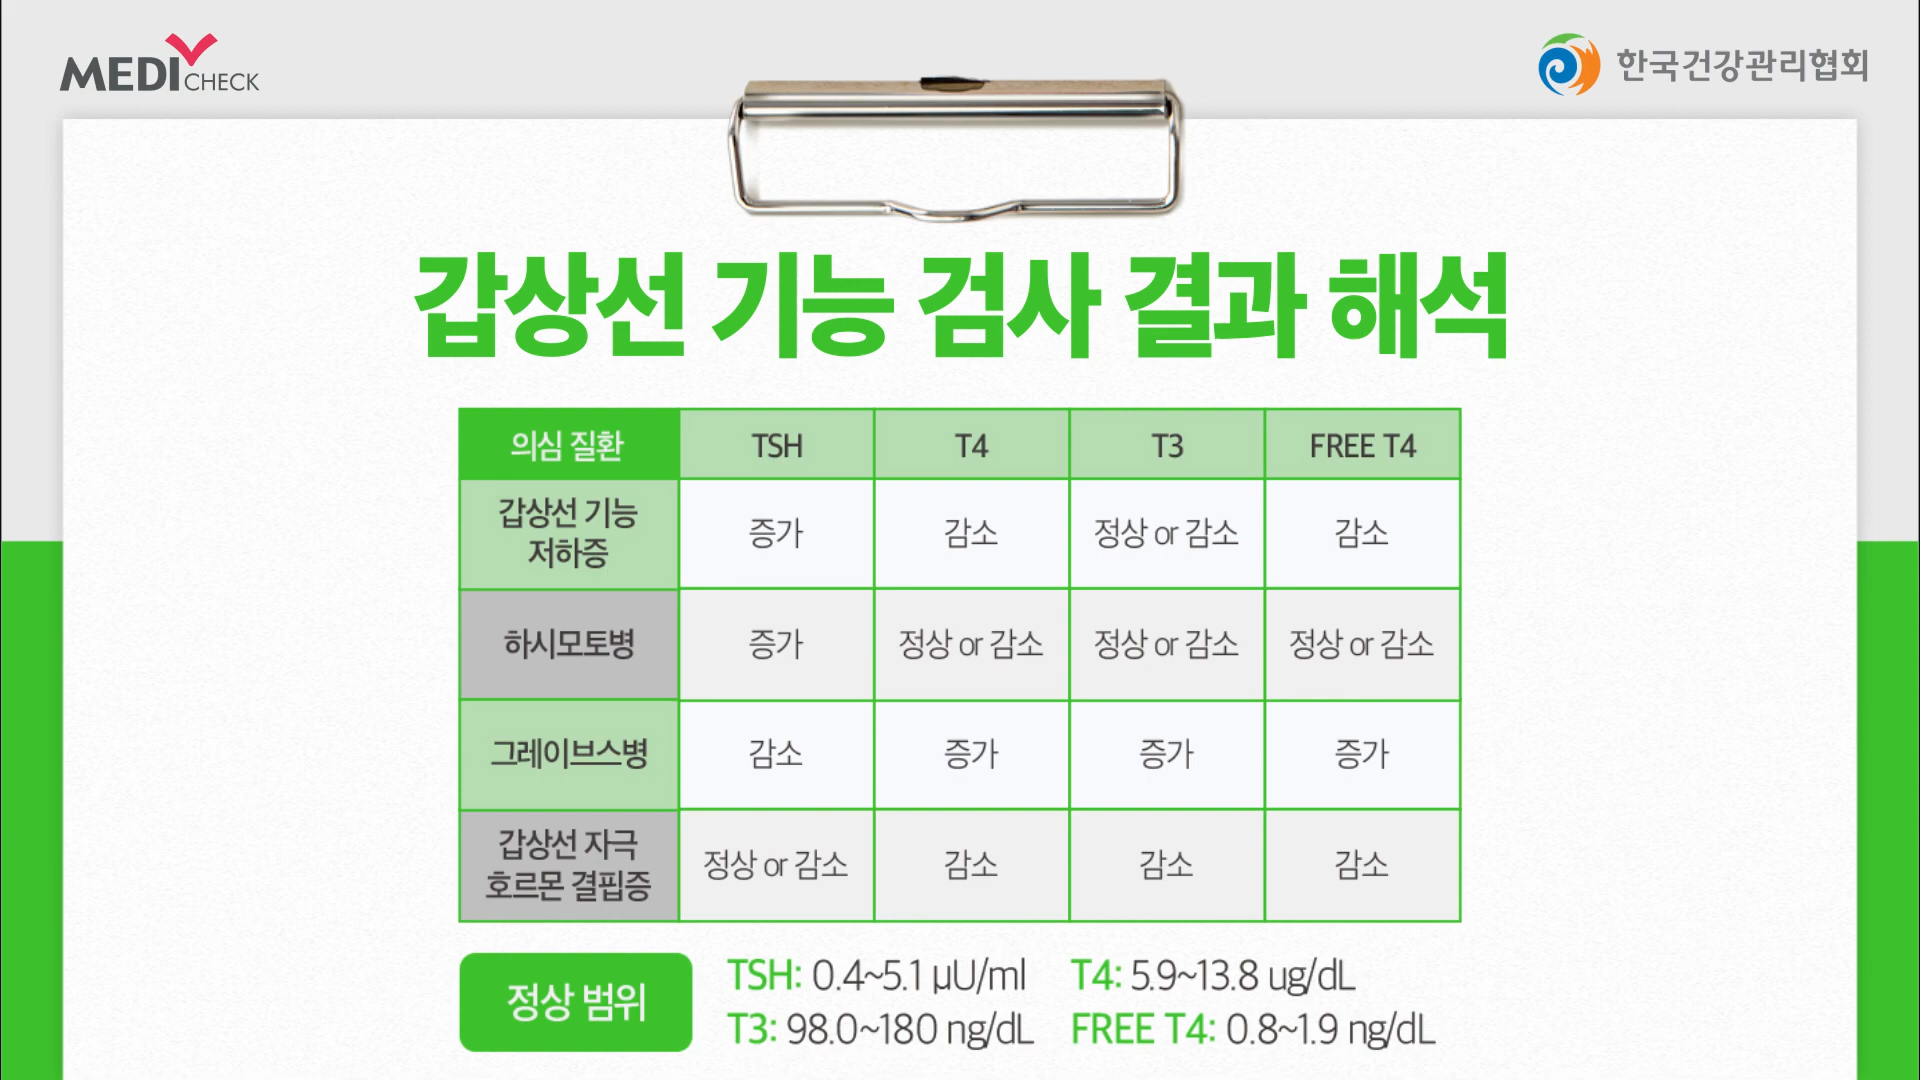 MEDI CHECK
한국건강관리협회
갑상선 기능 검사 결과 해석
의심 질환 TSH T4 T3 FREE T4
갑상선 기능
저하증 증가 감소 정상 or 감소 감소
하시모토병 증가 정상 or 감소 정상 or 감소 정상 or 감소
그레이브스병 감소 증가 증가 증가
갑상선 자극
호르몬 결핍증 정상 or 감소 감소 감소 감소
정상 범위
TSH: 0.4~5.1 μU/ml T4: 5.9~13.8 ug/dL
T3: 98.0~180 ng/dL FREE T4: 0.8~1.9 ng/dL